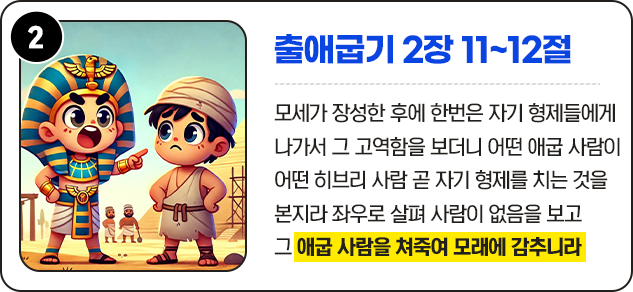 2
출애굽기 2장 11~12절
모세가 장성한 후에 한번은 자기 형제들에게
나가서 그 고역함을 보더니 어떤 애굽 사람이
어떤 히브리 사람 곧 자기 형제를 치는 것을
본지라 좌우로 살펴 사람이 없음을 보고
그 애굽 사람을 쳐죽여 모래에 감추니라